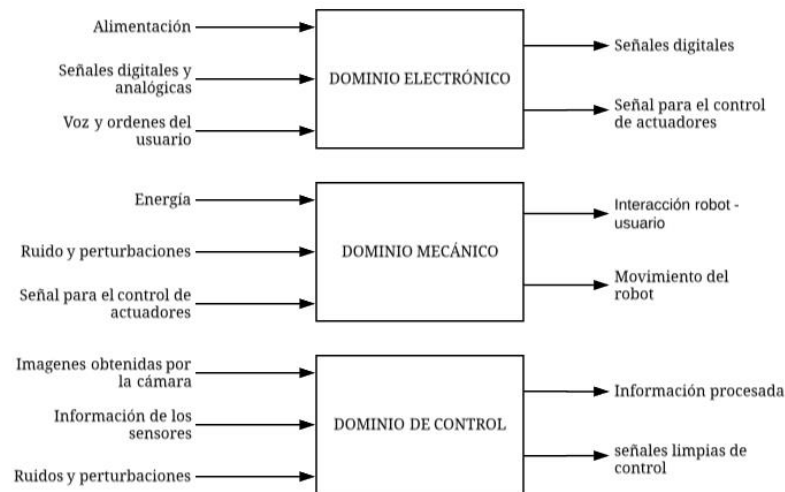 Alimentación
Señales digitales y
analógicas
Voz y ordenes del
usuario
DOMINIO ELECTRÓNICO
Señales digitales
Señal para el control
de actuadores
Energía
Ruido y perturbaciones
Señal para el control de
actuadores
DOMINIO MECÁNICO
Interacción robot -
usuario
Movimiento del
robot
Imagenes obtenidas por
la cámara
Información de los
sensores
Ruidos y perturbaciones
DOMINIO DE CONTROL
Información procesada
señales limpias de
control